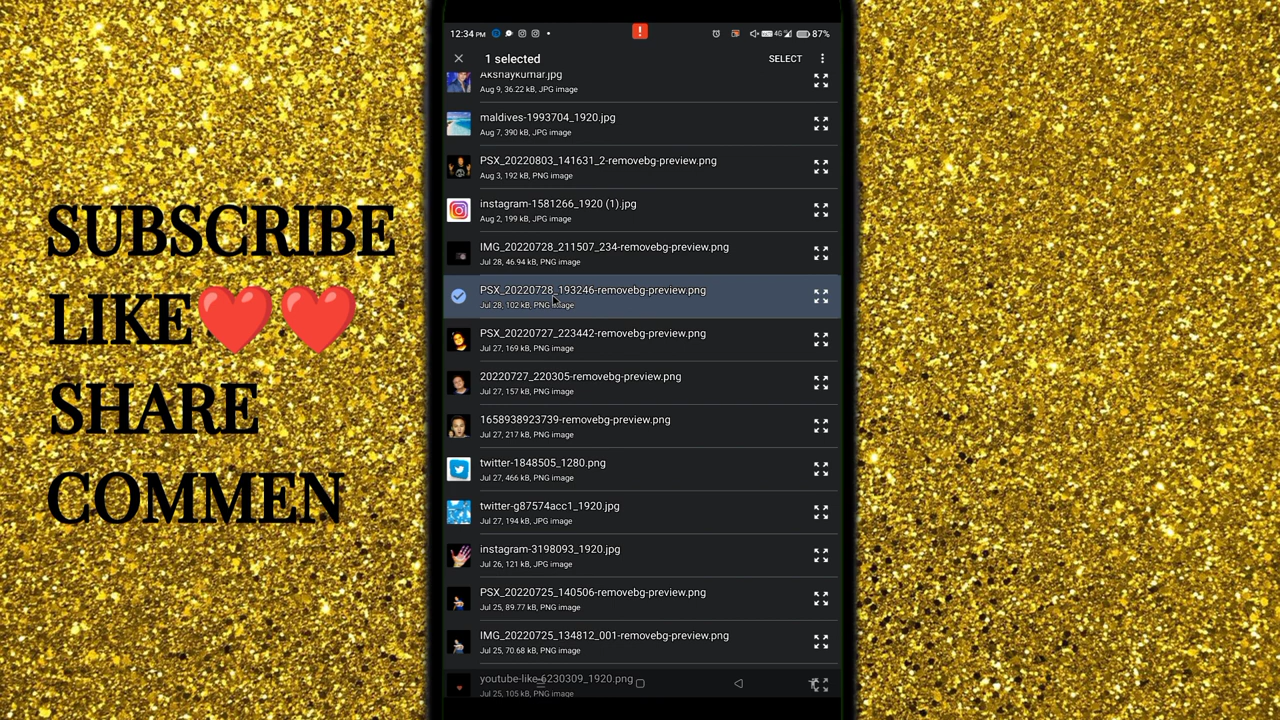 SUBSCRIBE
LIKE❤️❤️
SHARE
COMMEN
12:34 PM
4G
87%
1 selected
SELECT
Akshaykumar.jpg
Aug 9, 36.22 kB, JPG image
maldives-1993704_1920.jpg
Aug 7, 390 kB, JPG image
PSX_20220803_141631_2-removebg-preview.png
Aug 3, 192 kB, PNG image
instagram-1581266_1920 (1).jpg
Aug 2, 199 kB, JPG image
IMG_20220728_211507_234-removebg-preview.png
Jul 28, 46.94 kB, PNG image
PSX_20220728_193246-removebg-preview.png
Jul 28, 102 kB, PNG image
PSX_20220727_223442-removebg-preview.png
Jul 27, 169 kB, PNG image
20220727_220305-removebg-preview.png
Jul 27, 157 kB, PNG image
1658938923739-removebg-preview.png
Jul 27, 217 kB, PNG image
twitter-1848505_1280.png
Jul 27, 466 kB, PNG image
twitter-g87574acc1_1920.jpg
Jul 27, 194 kB, JPG image
instagram-3198093_1920.jpg
Jul 26, 121 kB, JPG image
PSX_20220725_140506-removebg-preview.png
Jul 25, 89.77 kB, PNG image
IMG_20220725_134812_001-removebg-preview.png
Jul 25, 70.68 kB, PNG image
youtube-like-6230309_1920.png
Jul 25, 105 kB, PNG image